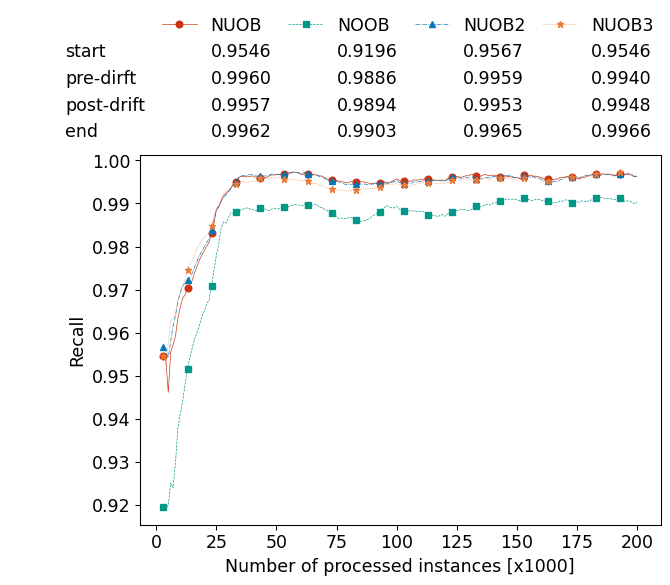 NUOB NOOB NUOB2 NUOB3
start 0.9546 0.9196 0.9567 0.9546
pre-dirft 0.9960 0.9886 0.9959 0.9940
post-drift 0.9957 0.9894 0.9953 0.9948
end 0.9962 0.9903 0.9965 0.9966
1.00
0.99
0.98
0.97
0.96
0.95
0.94
0.93
0.92
Recall
0 25 50 75 100 125 150 175 200
Number of processed instances [x1000]